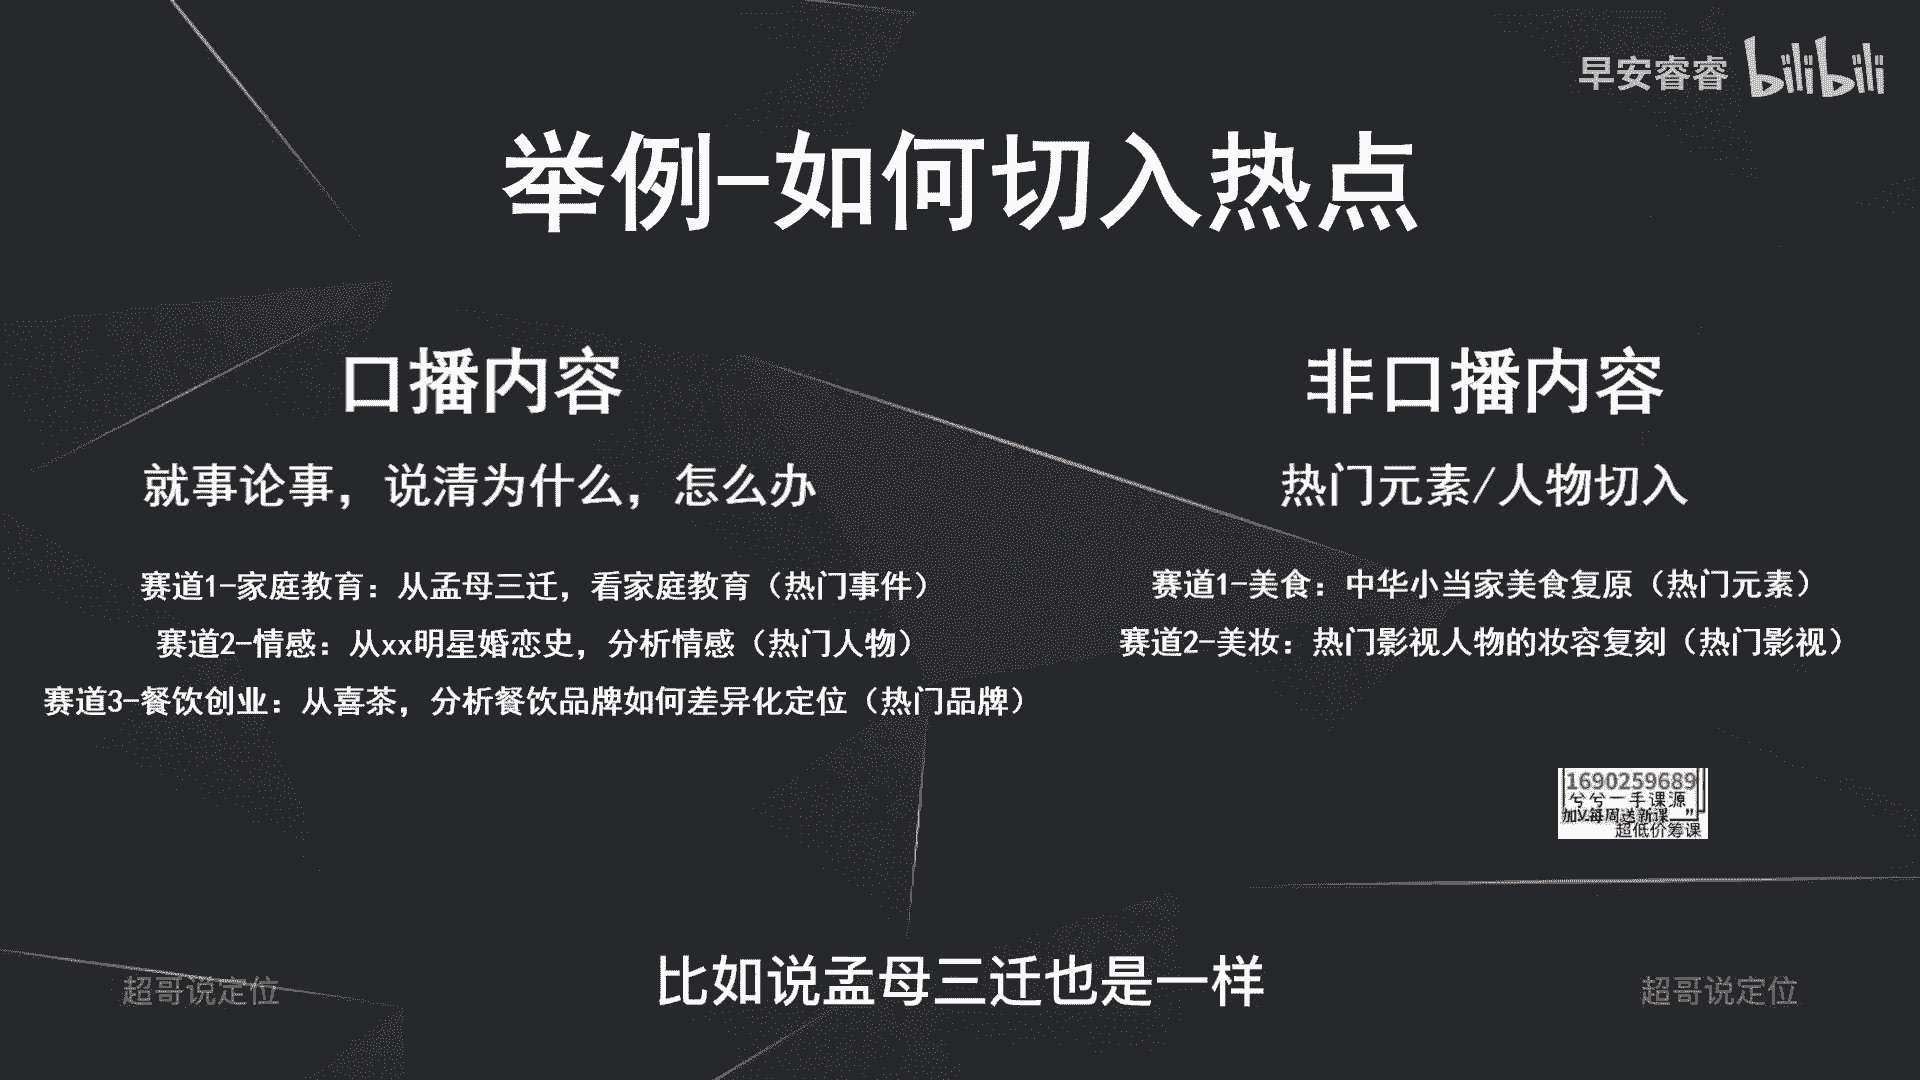 早安睿睿 bilibili
举例-如何切入热点
口播内容
就事论事，说清为什么，怎么办
赛道1-家庭教育：从孟母三迁，看家庭教育（热门事件）
赛道2-情感：从xx明星婚恋史，分析情感（热门人物）
赛道3-餐饮创业：从喜茶，分析餐饮品牌如何差异化定位（热门品牌）
非口播内容
热门元素/人物切入
赛道1-美食：中华小当家美食复原（热门元素）
赛道2-美妆：热门影视人物的妆容复刻（热门影视）
1690259689
兮兮一手课源
加V每周送新课
超低价筹课
比如说孟母三迁也是一样
超哥说定位
超哥说定位